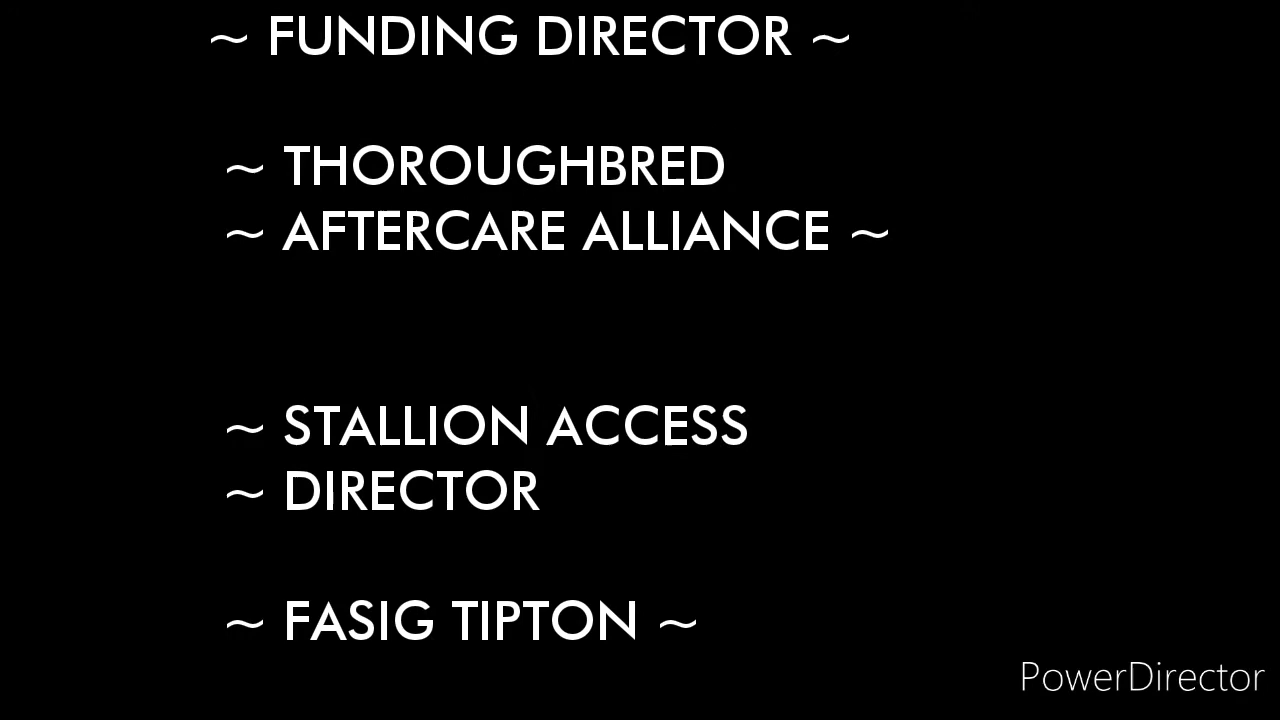 ~ FUNDING DIRECTOR ~
~ THOROUGHBRED
~ AFTERCARE ALLIANCE ~
~ STALLION ACCESS
~ DIRECTOR
~ FASIG TIPTON ~
PowerDirector